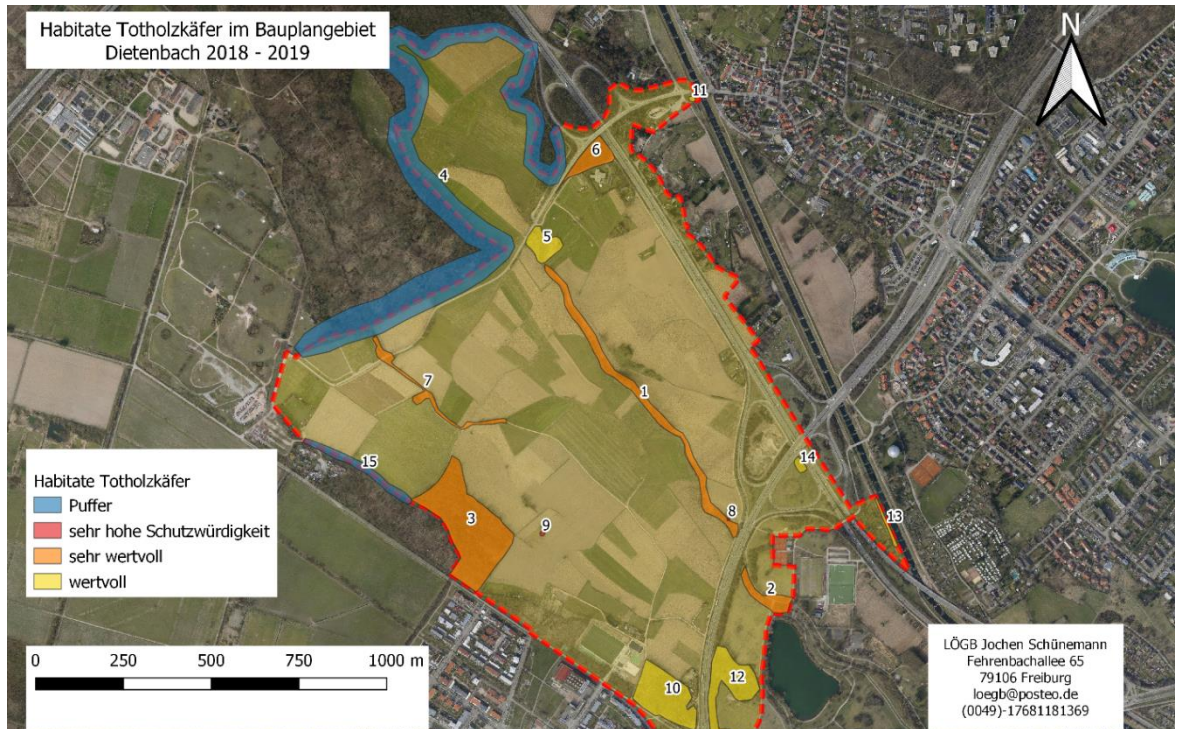 Habitate Totholzkäfer im Bauplangebiet
Dietenbach 2018 - 2019
N
11
6
4
5
7
1
15
14
3
9
8
13
2
10
12
Habitate Totholzkäfer
Puffer
sehr hohe Schutzwürdigkeit
sehr wertvoll
wertvoll
0 250 500 750 1000 m
LÖGB Jochen Schünemann
Fehrenbachallee 65
79106 Freiburg
loegb@posteo.de
(0049)-17681181369